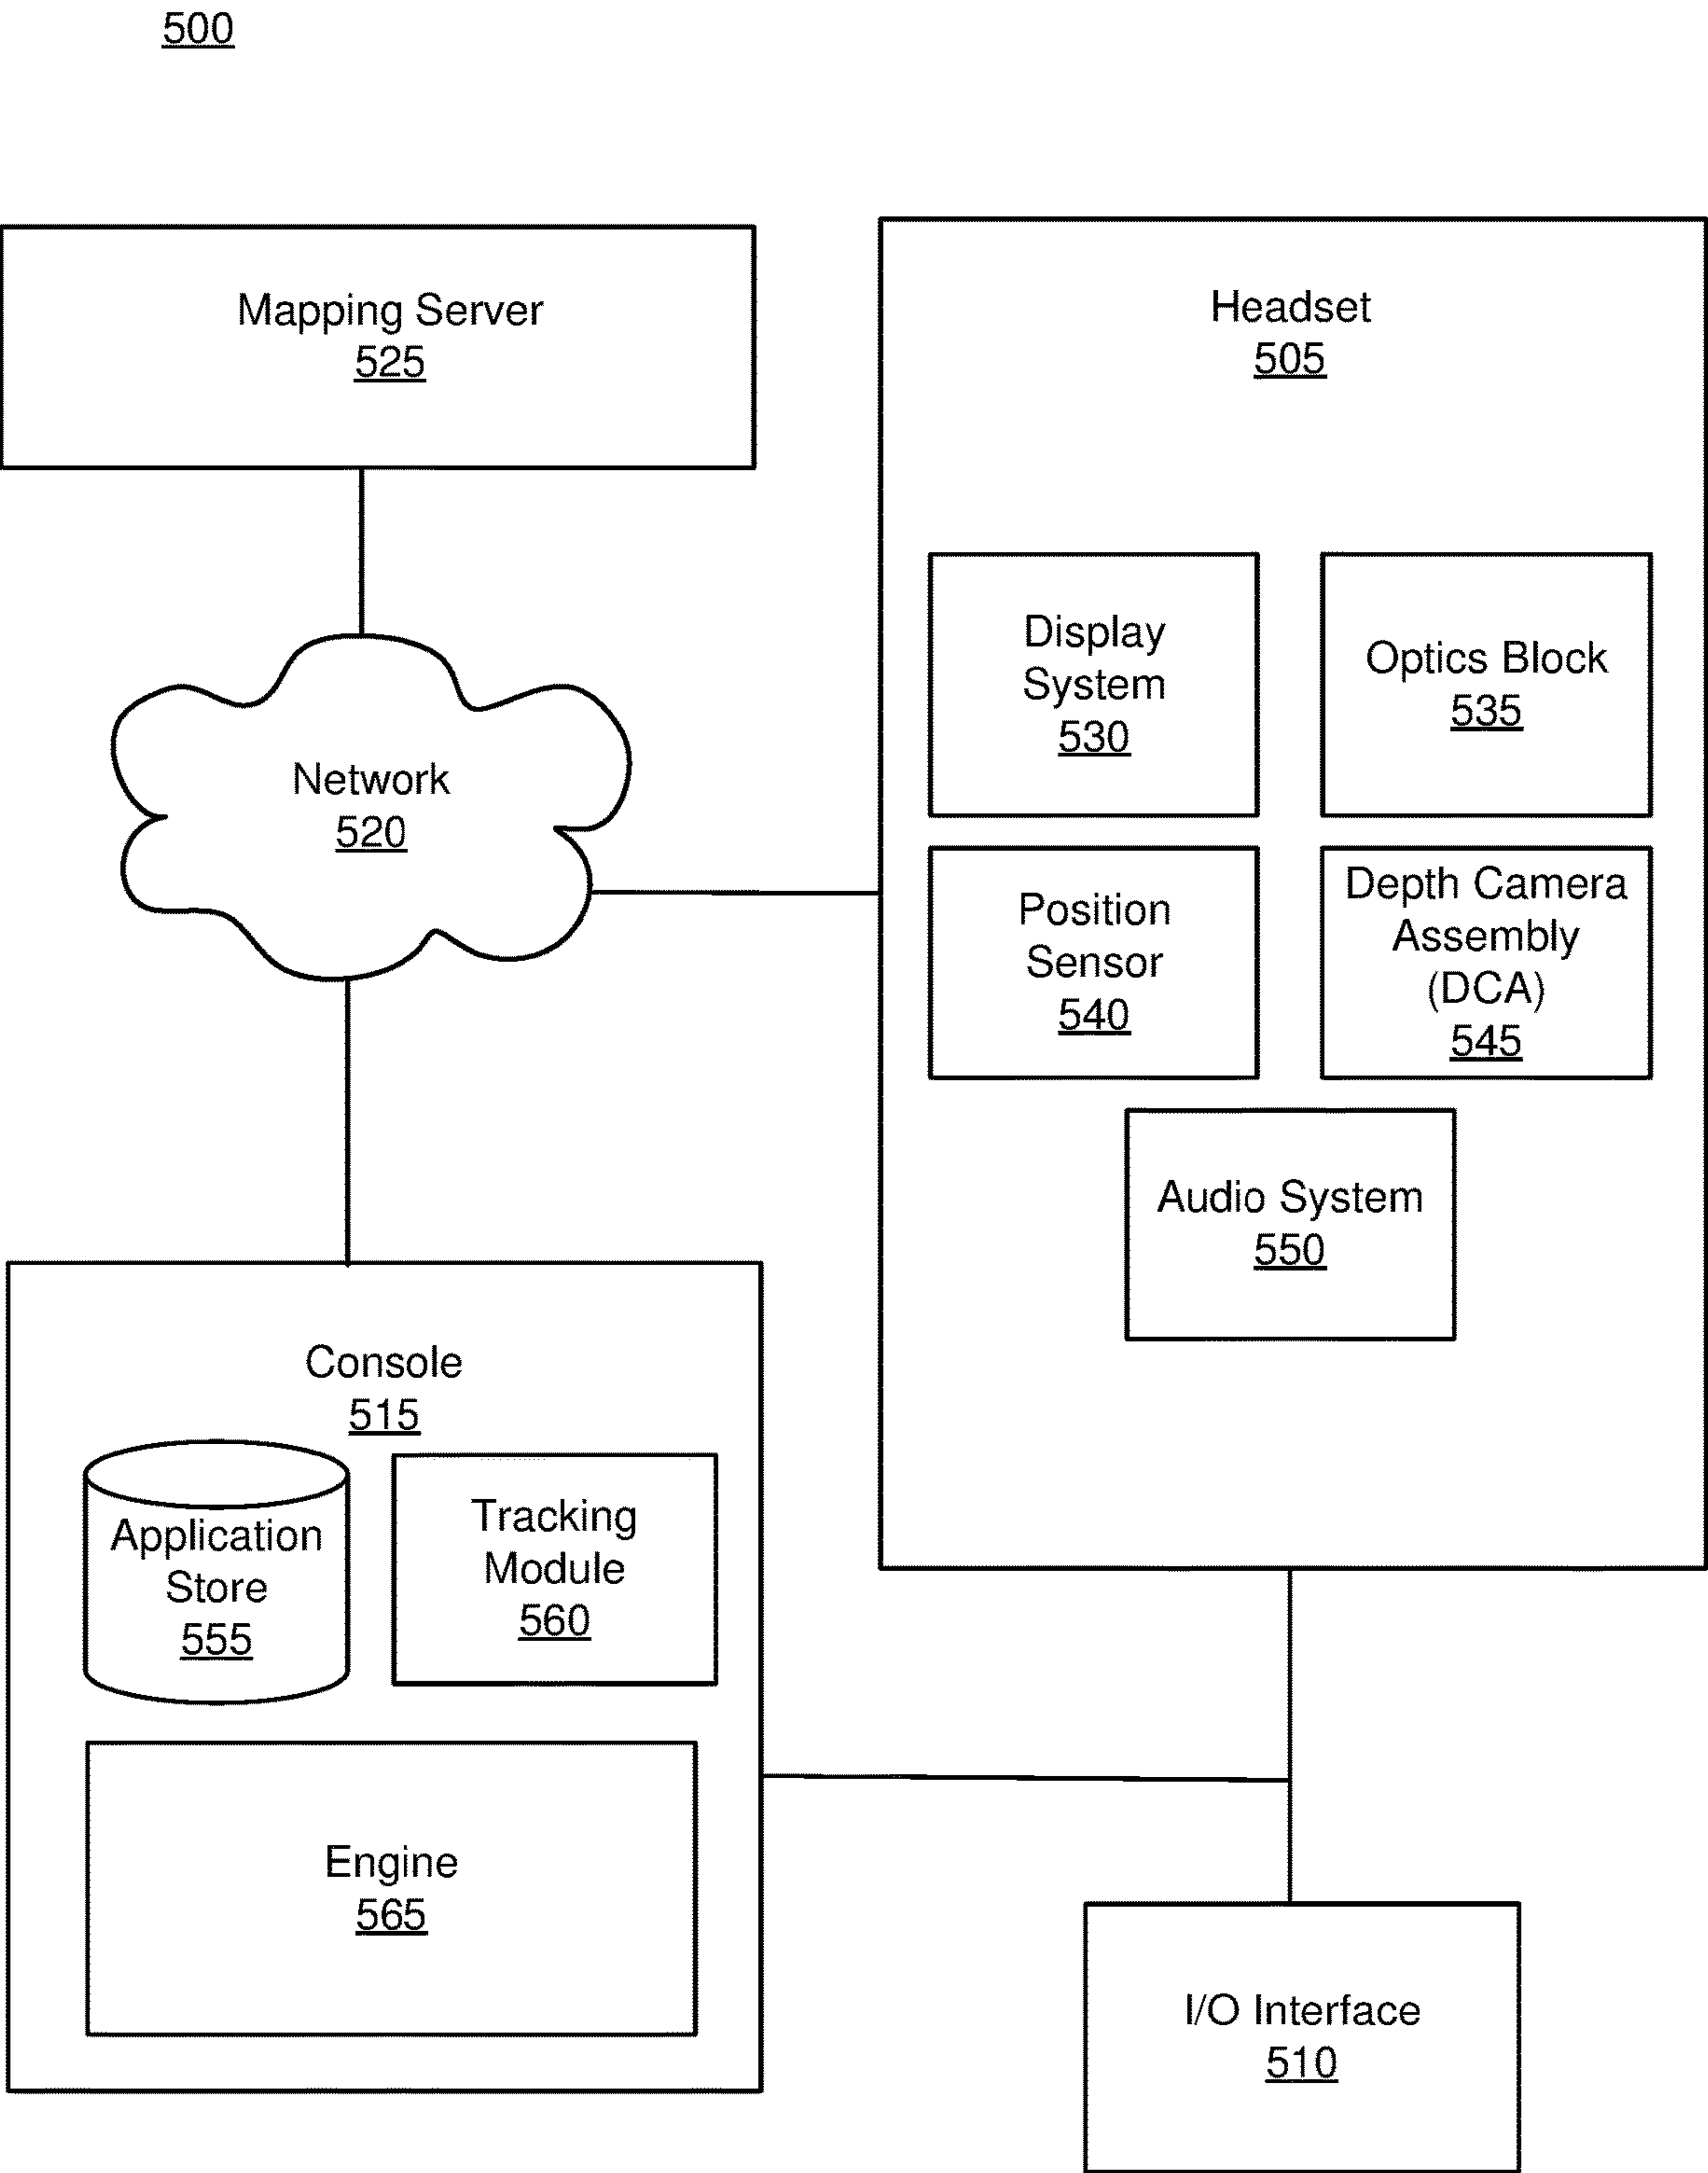 500
Mapping Server
525
Headset
505
Display
System
530
Optics Block
535
Network
520
Position
Sensor
540
Depth Camera
Assembly
(DCA)
545
Audio System
550
Console
515
Application
Store
555
Tracking
Module
560
Engine
565
I/O Interface
510